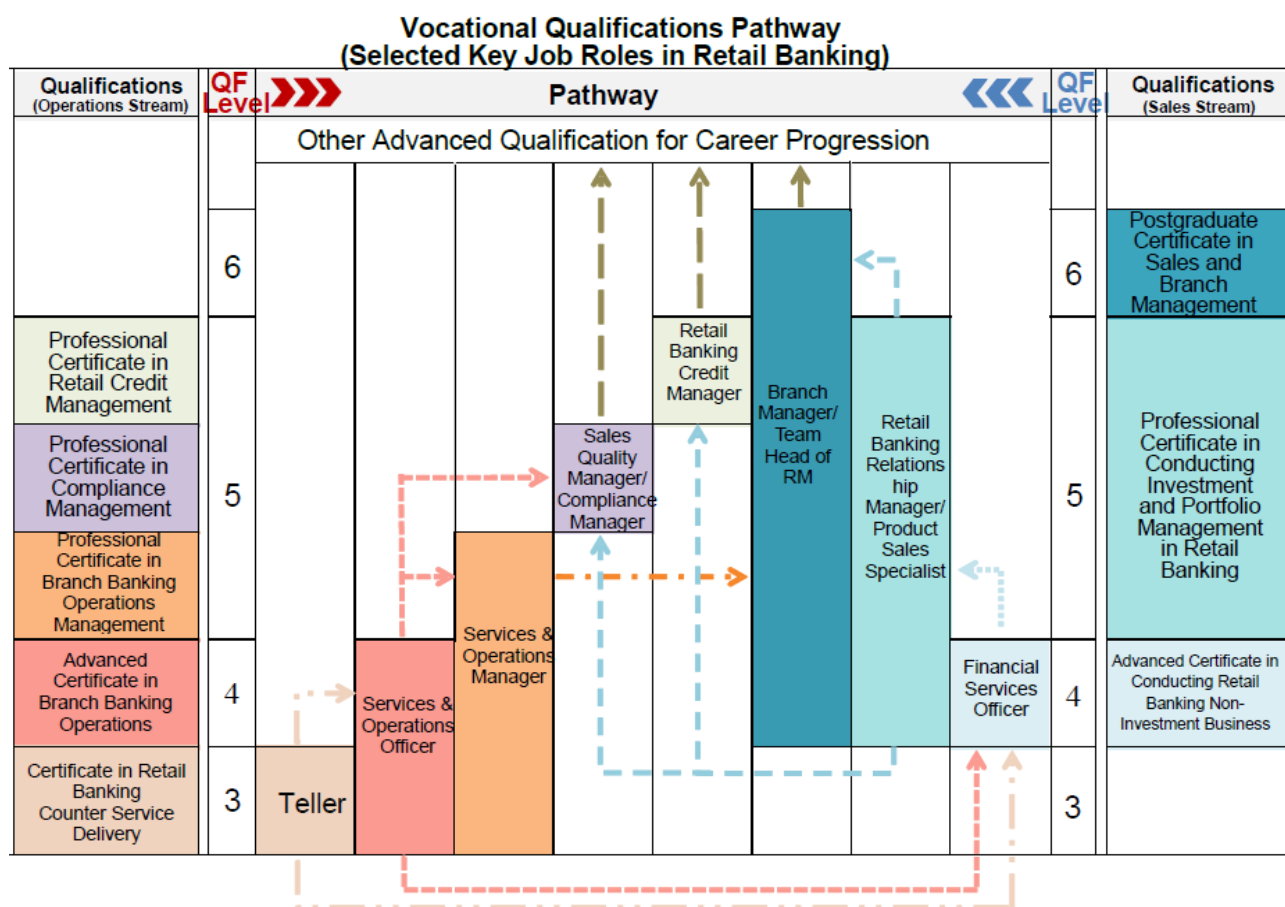 Vocational Qualifications Pathway
(Selected Key Job Roles in Retail Banking)
Qualifications
(Operations Stream)
QF
Level
Pathway
QF
Level
Qualifications
(Sales Stream)
Other Advanced Qualification for Career Progression
6
6
Postgraduate
Certificate in
Sales and
Branch
Management
Professional
Certificate in
Retail Credit
Management
Professional
Certificate in
Compliance
Management
Professional
Certificate in
Branch Banking
Operations
Management
5
Sales
Quality
Manager/
Compliance
Manager
Retail
Banking
Credit
Manager
Branch
Manager/
Team
Head of
RM
Retail
Banking
Relations
hip
Manager/
Product
Sales
Specialist
5
Professional
Certificate in
Conducting
Investment
and Portfolio
Management
in Retail
Banking
Advanced
Certificate in
Branch Banking
Operations
4
Services &
Operations
Officer
Services &
Operations
Manager
Financial
Services
Officer
4
Advanced Certificate in
Conducting Retail
Banking Non-
Investment Business
Certificate in Retail
Banking
Counter Service
Delivery
3
Teller
3